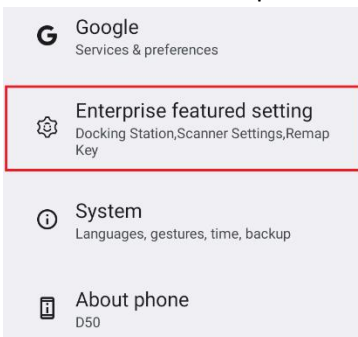 Google
Services & preferences
Enterprise featured setting
Docking Station,Scanner Settings,Remap
Key
System
Languages, gestures, time, backup
About phone
D50